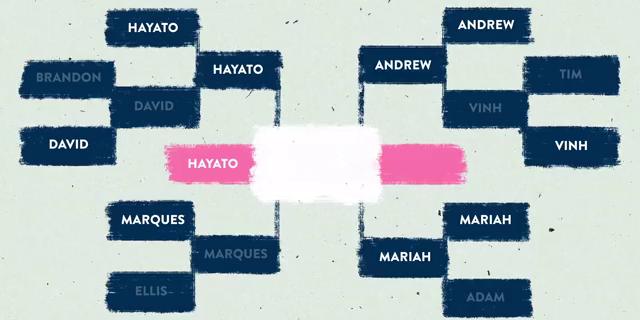 HAYATO
ANDREW
BRANDON
HAYATO
ANDREW
TIM
DAVID
VINH
DAVID
VINH
HAYATO
MARQUES
MARIAH
MARQUES
MARIAH
ELLIS
ADAM